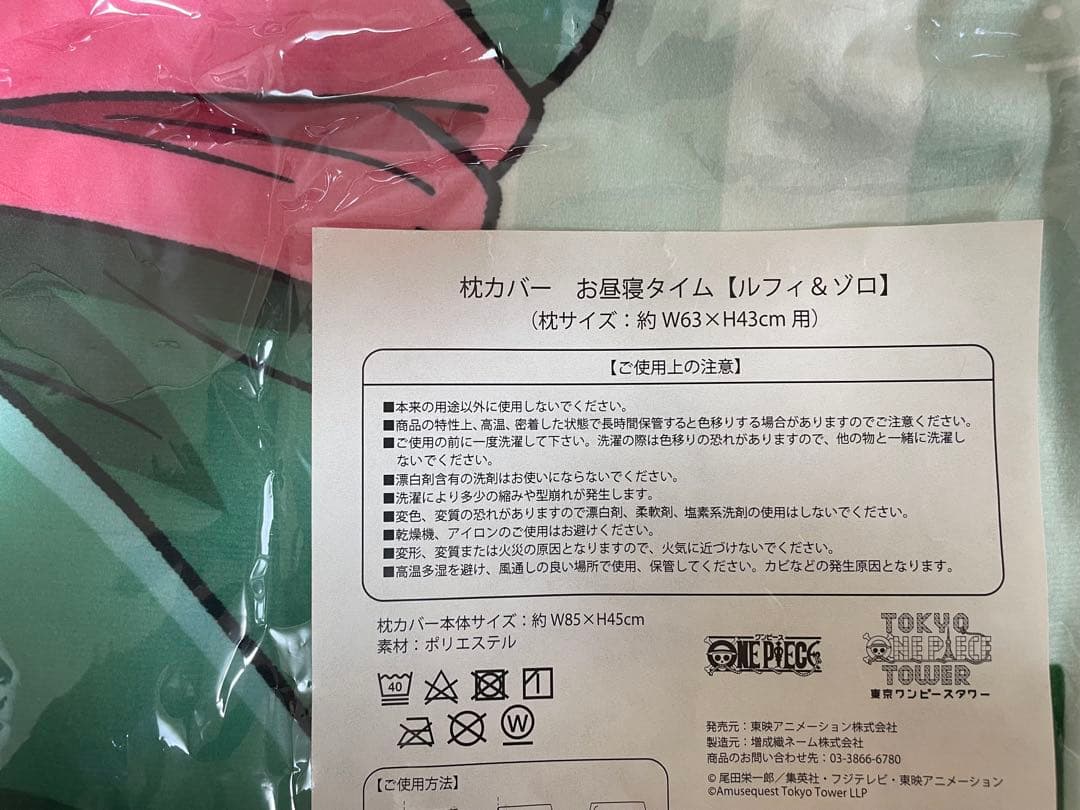 枕カバー　お昼寝タイム【ルフィ＆ゾロ】
（枕サイズ：約 W63×H43cm 用）
【ご使用上の注意】
■本来の用途以外に使用しないでください。
■商品の特性上、高温、密着した状態で長時間保管すると色移りする場合がありますのでご注意ください。
■ご使用の前に一度洗濯して下さい。洗濯の際は色移りの恐れがありますので、他の物と一緒に洗濯し
ないでください。
■漂白剤含有の洗剤はお使いにならないでください。
■洗濯により多少の縮みや型崩れが発生します。
■変色、変質の恐れがありますので漂白剤、柔軟剤、塩素系洗剤の使用はしないでください。
■乾燥機、アイロンのご使用はお避けください。
■変形、変質または火災の原因となりますので、火気に近づけないでください。
■高温多湿を避け、風通しの良い場所で使用、保管してください。カビなどの発生原因となります。
枕カバー本体サイズ：約 W85×H45cm
素材：ポリエステル
40
W
ワンピース
ONE PIECE
TOKYO
ONE PIECE
TOWER
東京ワンピースタワー
発売元：東映アニメーション株式会社
製造元：増成織ネーム株式会社
商品のお問い合わせ先：03-3866-6780
© 尾田栄一郎／集英社・フジテレビ・東映アニメーション
©Amusequest Tokyo Tower LLP
【ご使用方法】